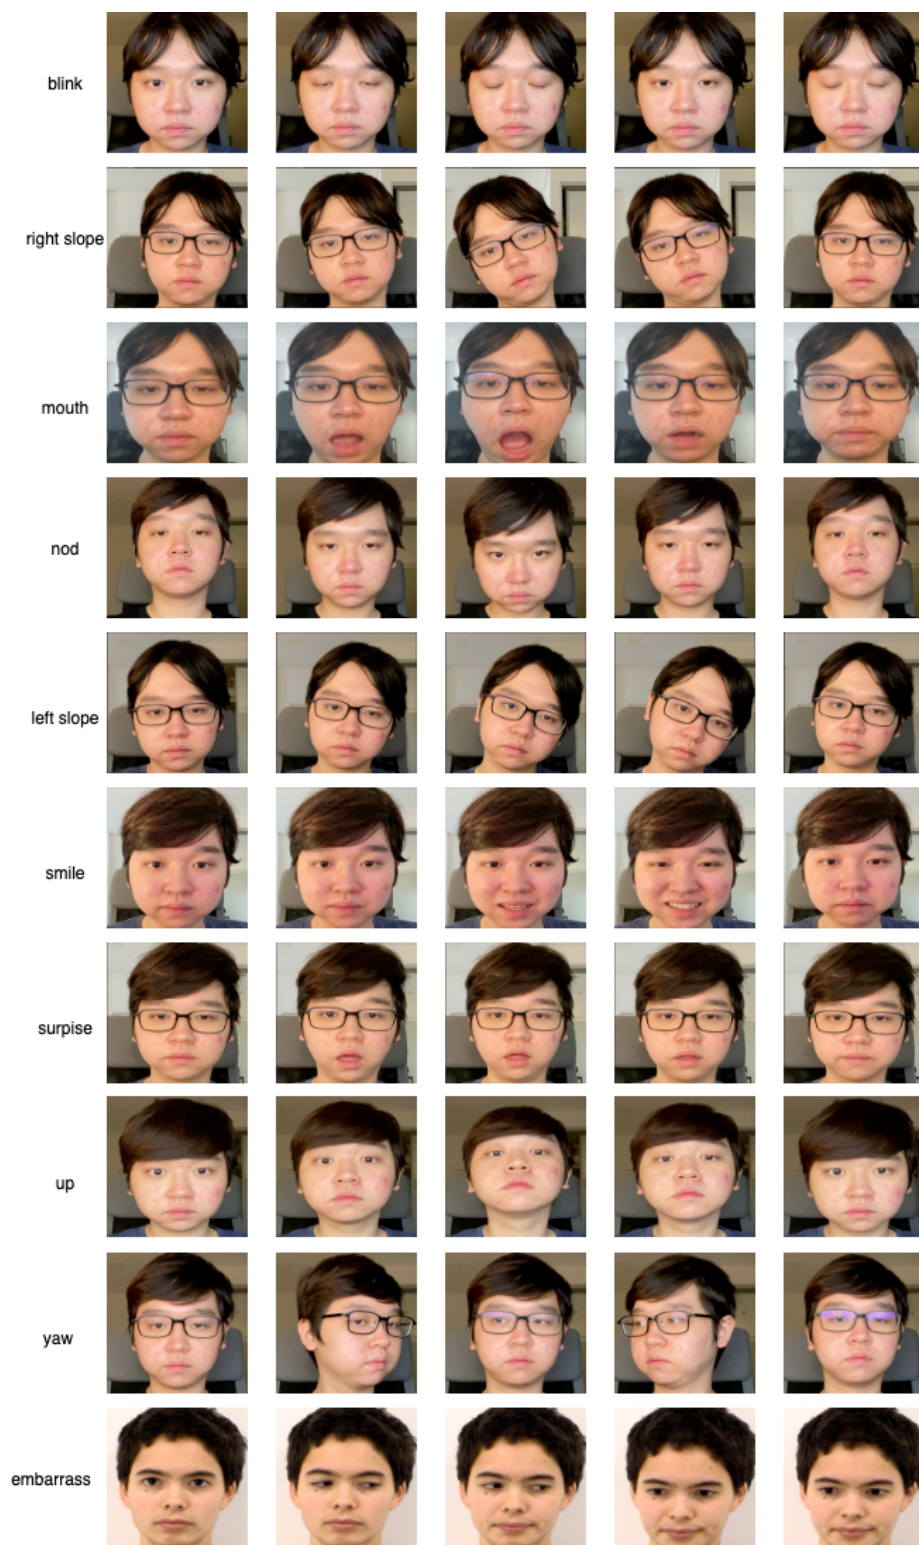 blink
right slope
mouth
nod
left slope
smile
surpise
up
yaw
embarrass